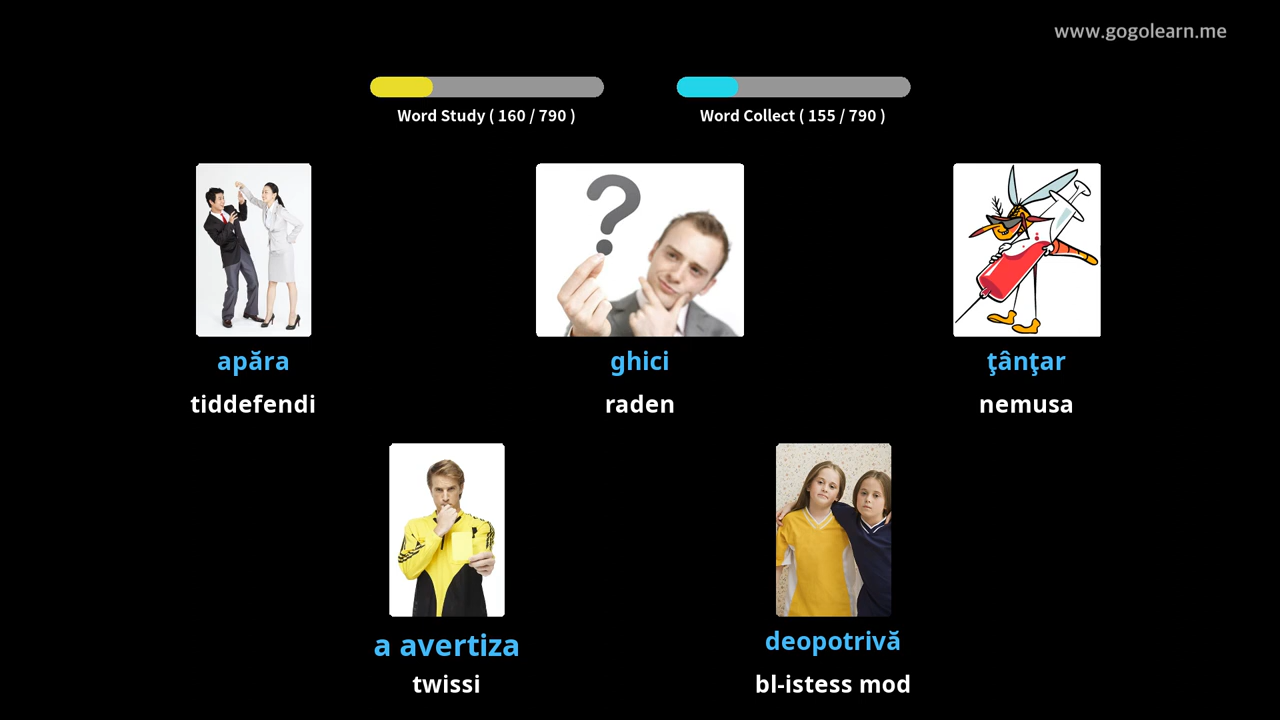 www.gogolearn.me
Word Study ( 160 / 790 )
Word Collect ( 155 / 790 )
apăra
ghici
ţânţar
tiddefendi
raden
nemusa
a avertiza
deopotrivă
twissi
bl-istess mod